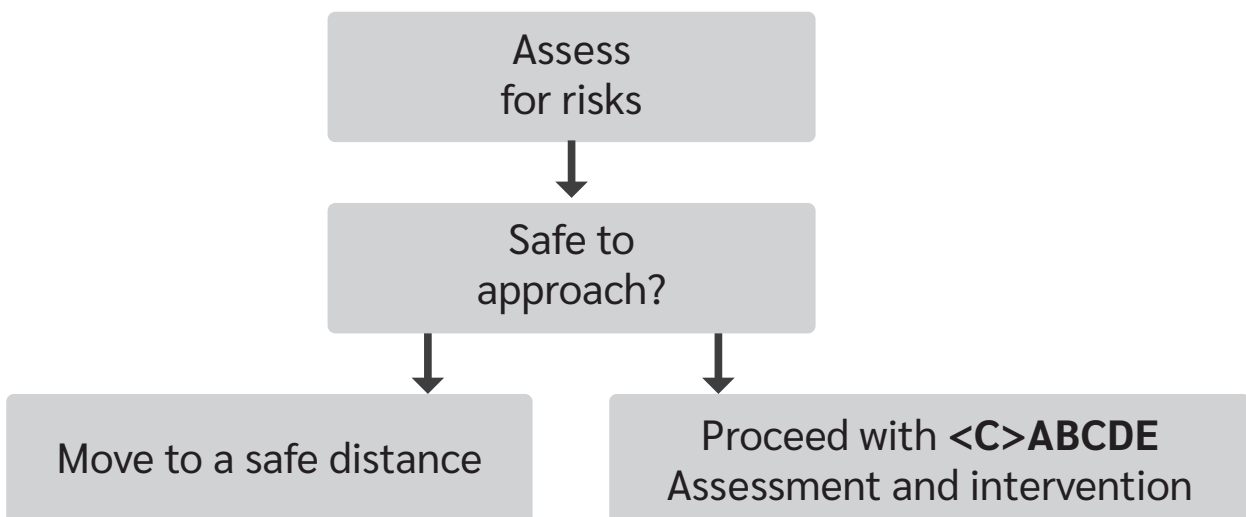 Assess
for risks
Safe to
approach?
Move to a safe distance
Proceed with <C>ABCDE
Assessment and intervention